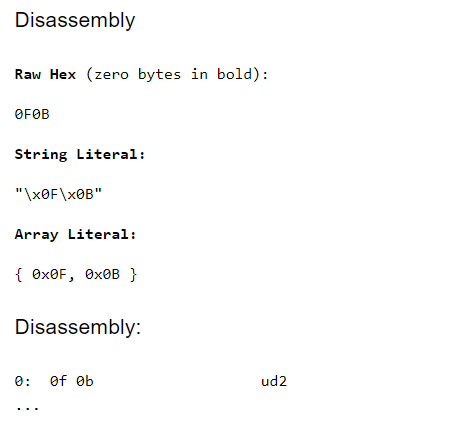 Disassembly
Raw Hex (zero bytes in bold):
0F0B
String Literal:
"\x0F\x0B"
Array Literal:
{ 0x0F, 0x0B }
Disassembly:
0:  0f 0b                   ud2
...